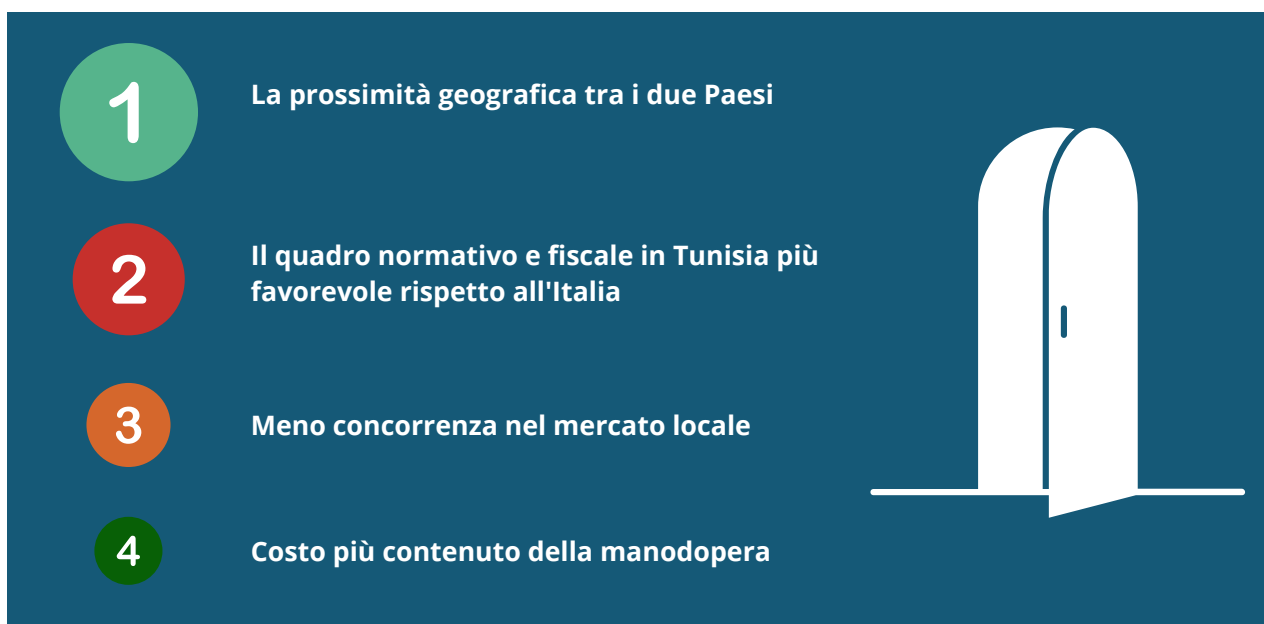 1
La prossimità geografica tra i due Paesi
2
Il quadro normativo e fiscale in Tunisia più
favorevole rispetto all'Italia
3
Meno concorrenza nel mercato locale
4
Costo più contenuto della manodopera